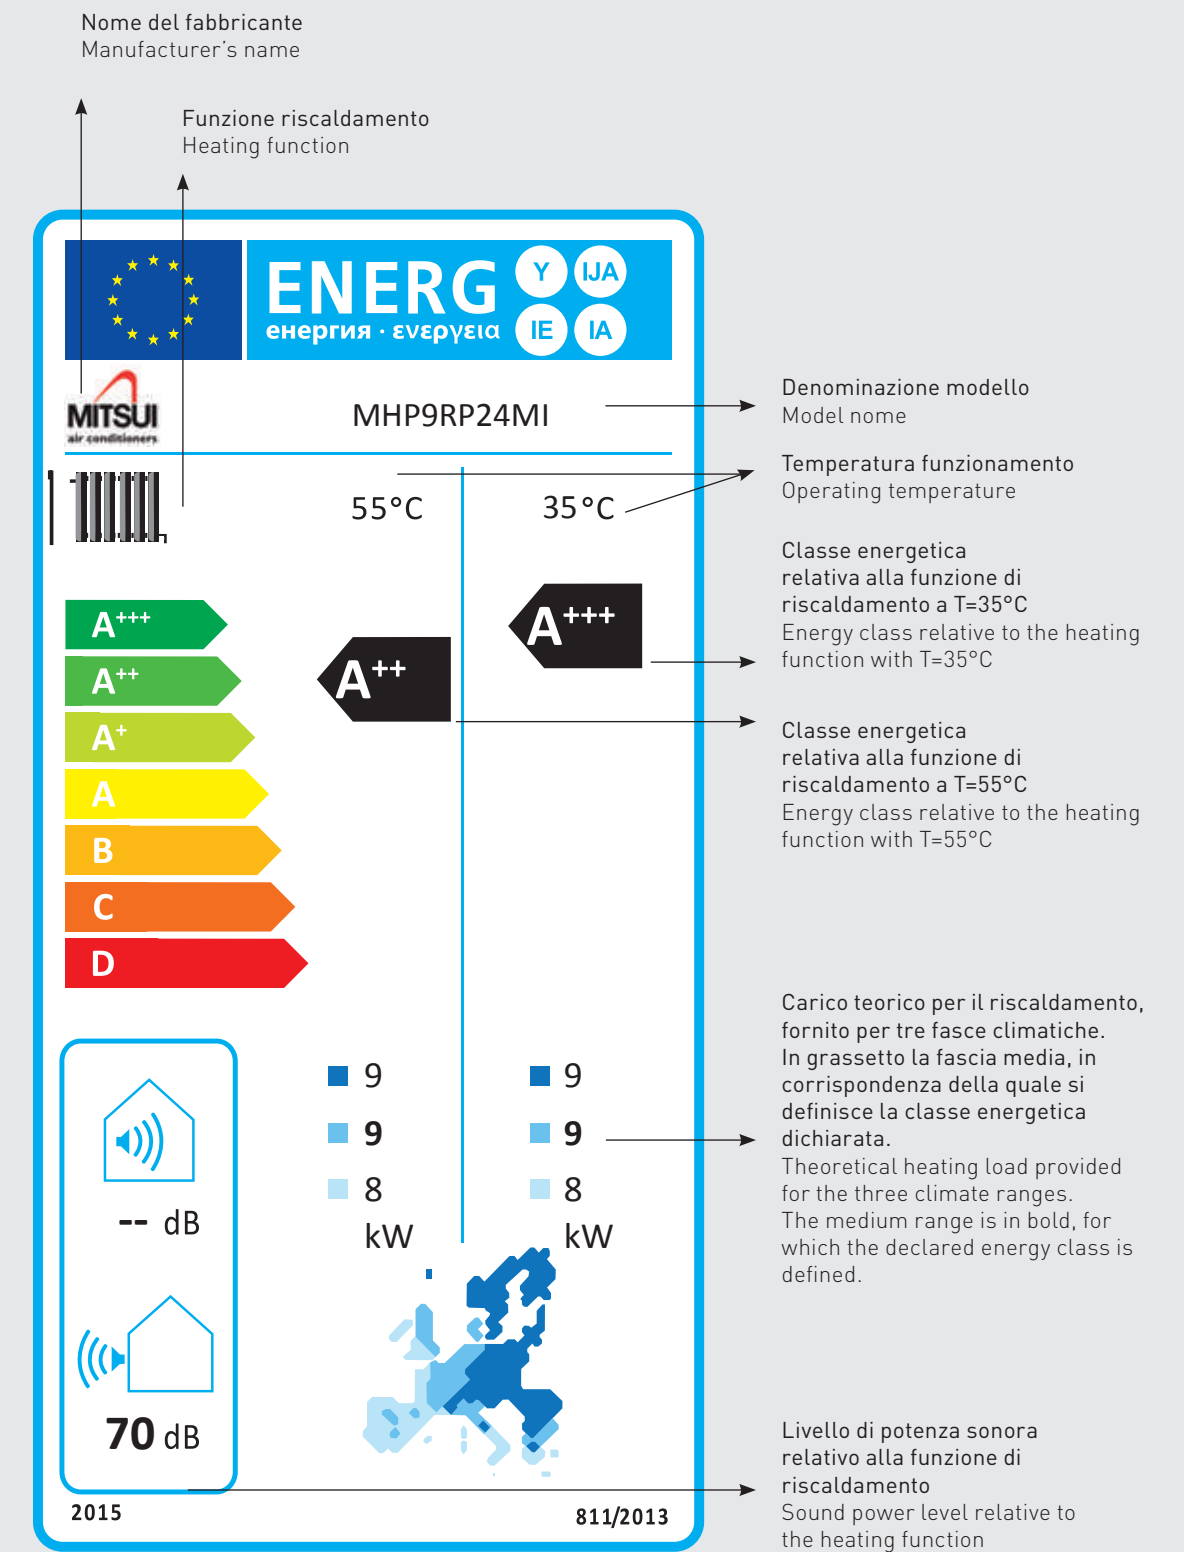 Nome del fabbricante
Manufacturer's name
Funzione riscaldamento
Heating function
ENERG
енергия · ενεργεια
Y
IJA
IE
IA
MITSUI
air conditioners
MHP9RP24MI
Denominazione modello
Model nome
Temperatura funzionamento
Operating temperature
55°C
35°C
Classe energetica
relativa alla funzione di
riscaldamento a T=35°C
Energy class relative to the heating
function with T=35°C
A+++
A++
A+
A
B
C
D
A++
A+++
Classe energetica
relativa alla funzione di
riscaldamento a T=55°C
Energy class relative to the heating
function with T=55°C
Carico teorico per il riscaldamento,
fornito per tre fasce climatiche.
In grassetto la fascia media, in
corrispondenza della quale si
definisce la classe energetica
dichiarata.
Theoretical heating load provided
for the three climate ranges.
The medium range is in bold, for
which the declared energy class is
defined.
9
9
8
kW
9
9
8
kW
-- dB
70 dB
Livello di potenza sonora
relativo alla funzione di
riscaldamento
Sound power level relative to
the heating function
2015
811/2013